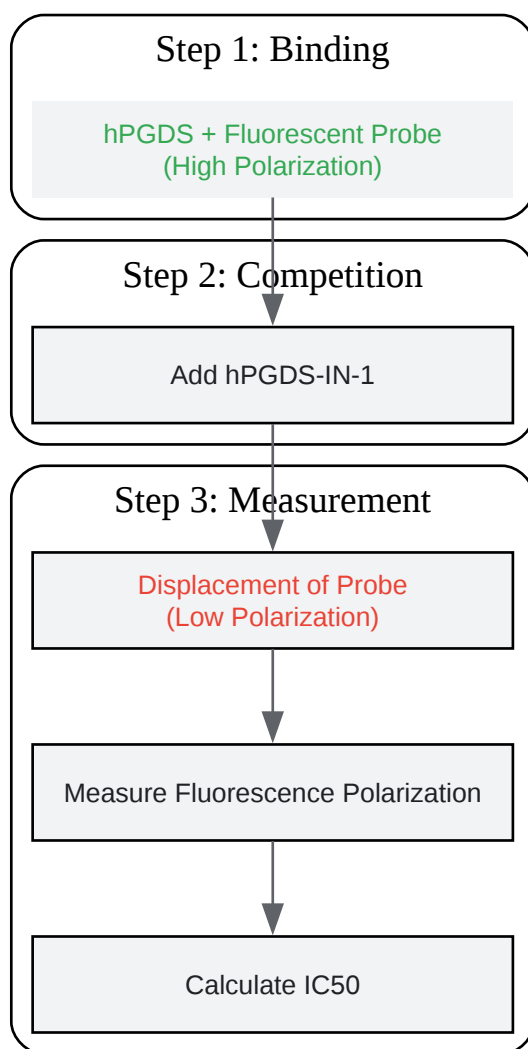 Step 1: Binding
hPGDS + Fluorescent Probe
(High Polarization)
Step 2: Competition
Add hPGDS-IN-1
Step 3: Measurement
Displacement of Probe
(Low Polarization)
Measure Fluorescence Polarization
Calculate IC50